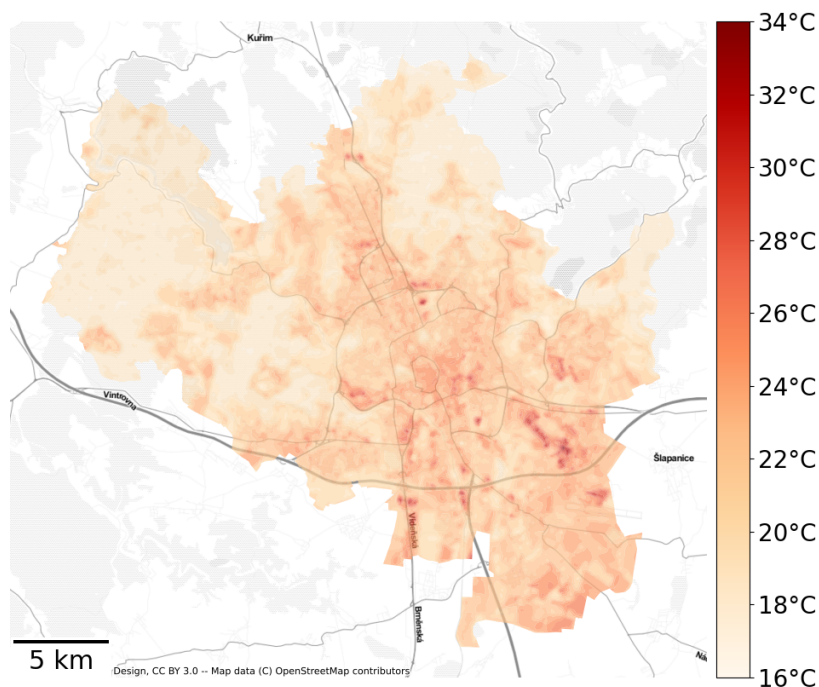 Kuřim
34°C
32°C
30°C
28°C
26°C
24°C
22°C
20°C
18°C
16°C
Vintrovna
Šlapanice
Vídeňská
Brněnská
5 km
Design, CC BY 3.0 -- Map data (C) OpenStreetMap contributors